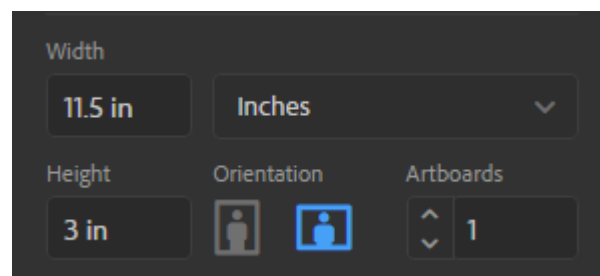 Width
11.5 in Inches
Height Orientation Artboards
3 in 1